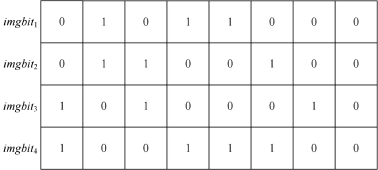 imgbit1 0 1 0 1 1 0 0 0
imgbit2 0 1 1 0 0 1 0 0
imgbit3 1 0 1 0 0 0 1 0
imgbit4 1 0 0 1 1 1 0 0